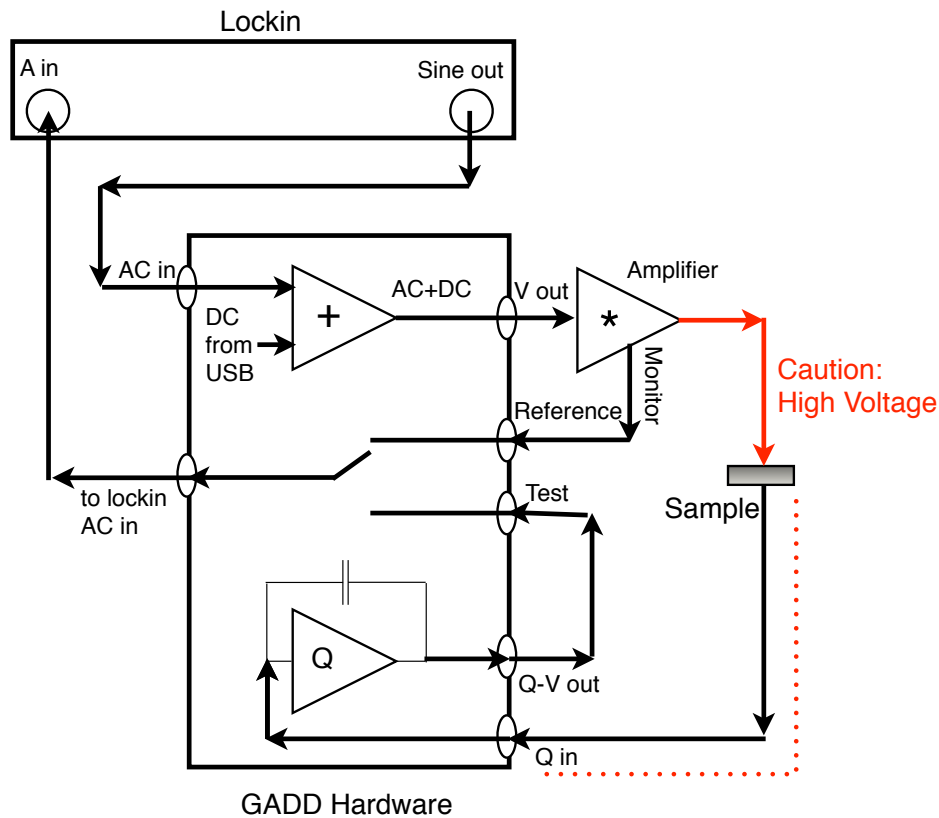 Lockin
A in
Sine out
AC in
DC
from
USB
+
AC+DC
V out
Amplifier
*
Monitor
Caution:
High Voltage
Reference
to lockin
AC in
Test
Sample
Q
Q-V out
Q in
GADD Hardware